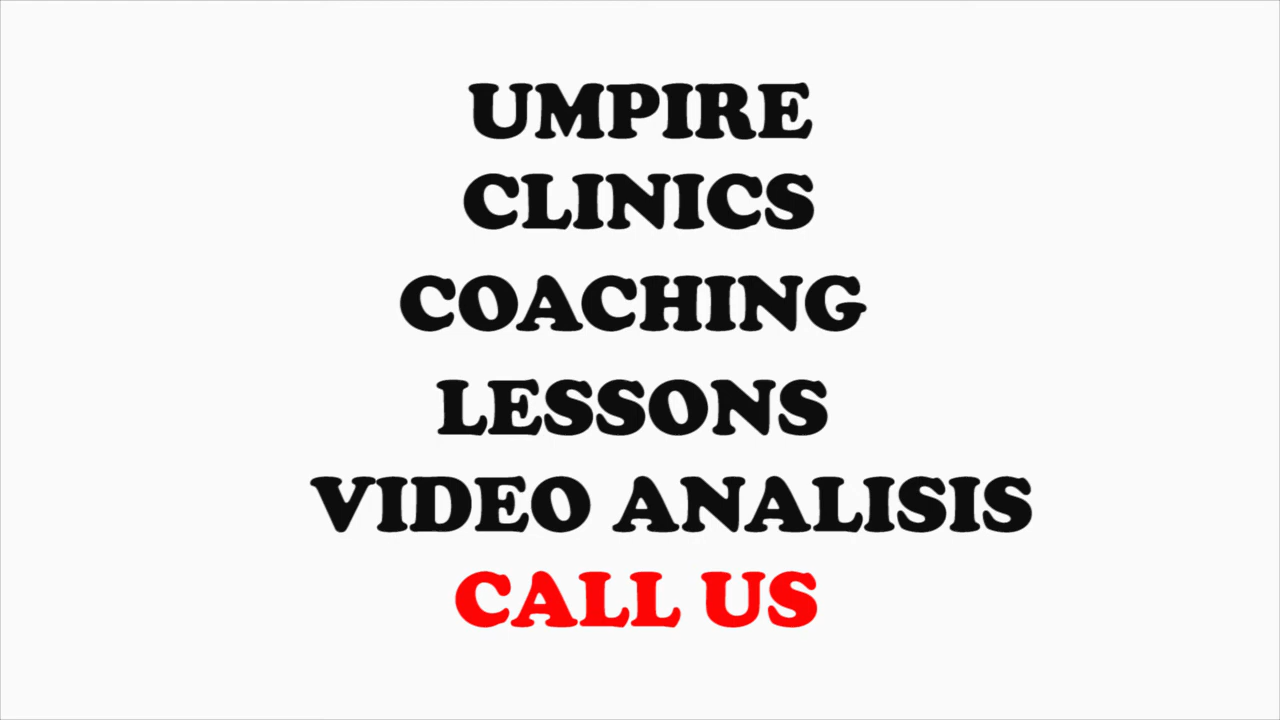 UMPIRE
CLINICS
COACHING
LESSONS
VIDEO ANALISIS
CALL US